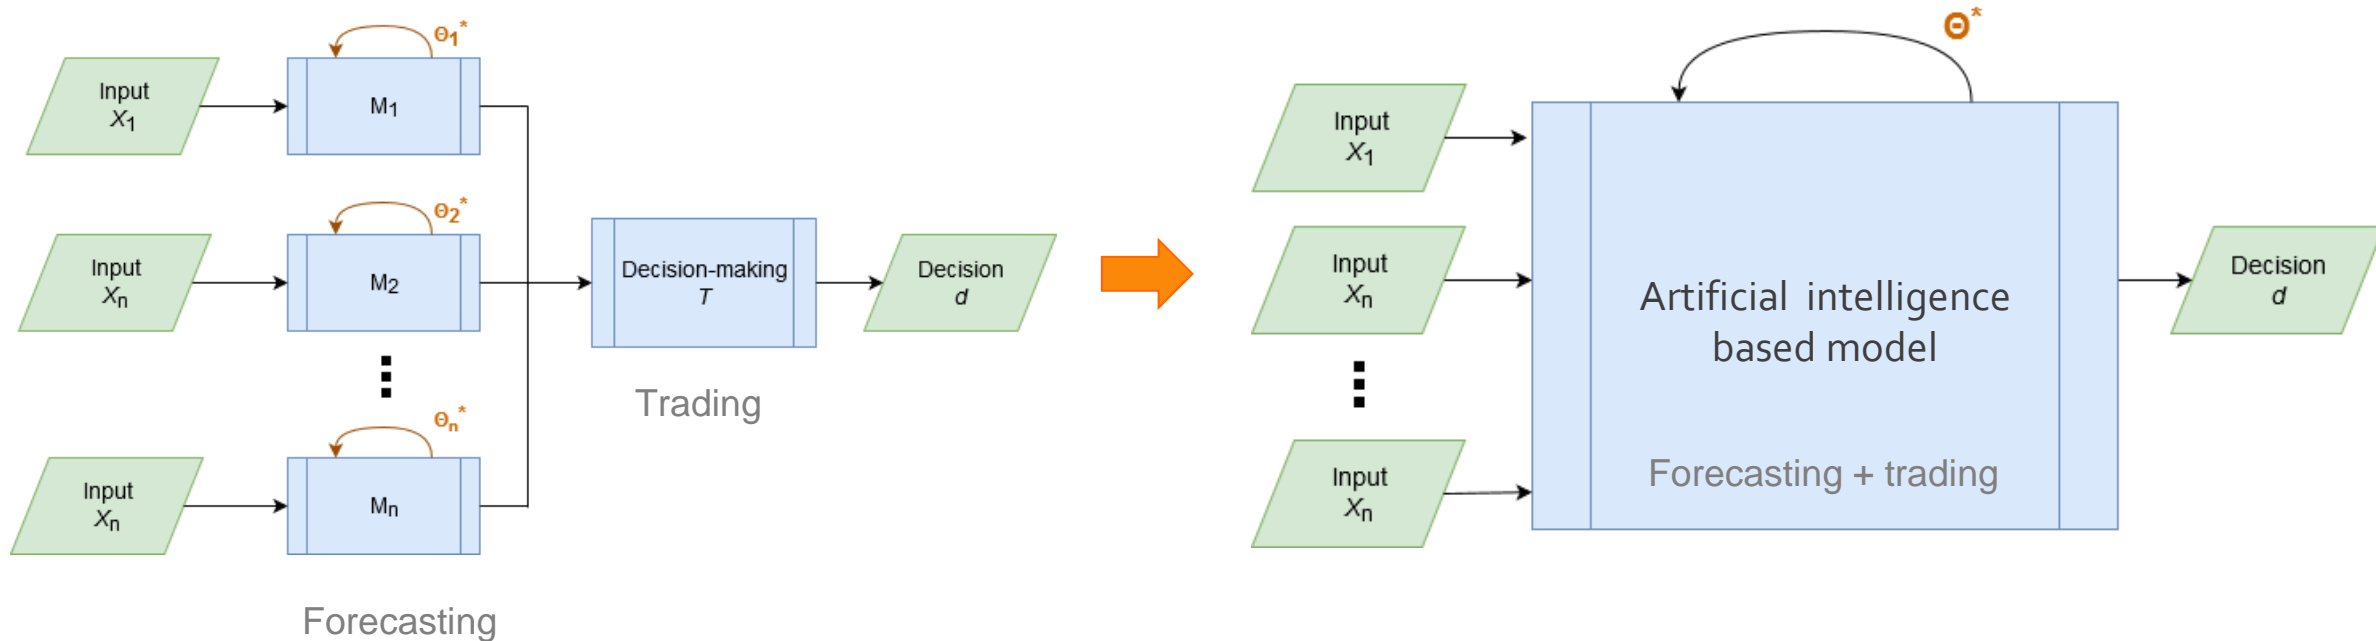 Θ1*
Input
X1
M1
Θ2*
Input
Xn
M2
Decision-making
T
Decision
d
Trading
Θn*
Input
Xn
Mn
Forecasting
Θ*
Input
X1
Input
Xn
Artificial intelligence
based model
Decision
d
Input
Xn
Forecasting + trading